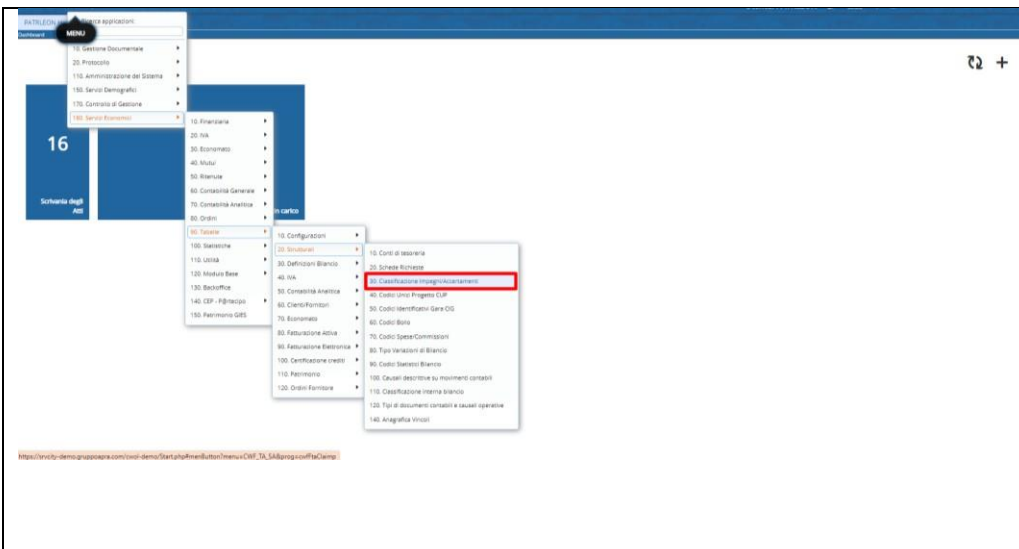 PATRLEON
Ricerca applicazioni
Dashboard
MENU
10. Gestione Documentale
20. Protocollo
110. Amministrazione del Sistema
150. Servizi Demografici
170. Controllo di Gestione
180. Servizi Economici
16
Scrivania degli
Atti
in carico
10. Finanziaria
20. IVA
30. Economato
40. Mutui
50. Ritenute
60. Contabilità Generale
70. Contabilità Analitica
80. Ordini
90. Tabelle
100. Statistiche
110. Utilità
120. Modulo Base
130. Backoffice
140. CEP - P@rtecipo
150. Patrimonio GIES
10. Configurazioni
20. Strutturali
30. Definizioni Bilancio
40. IVA
50. Contabilità Analitica
60. Clienti/Fornitori
70. Economato
80. Fatturazione Attiva
90. Fatturazione Elettronica
100. Certificazione crediti
110. Patrimonio
120. Ordini Fornitore
10. Conti di tesoreria
20. Schede Richieste
30. Classificazione Impegni/Accertamenti
40. Codici Unici Progetto CUP
50. Codici Identificativi Gara CIG
60. Codici Bono
70. Codici Spese/Commissioni
80. Tipo Variazioni di Bilancio
90. Codici Statistici Bilancio
100. Causali descrittive su movimenti contabili
110. Classificazione interna bilancio
120. Tipi di documenti contabili e causali operative
140. Anagrafica Vincoli